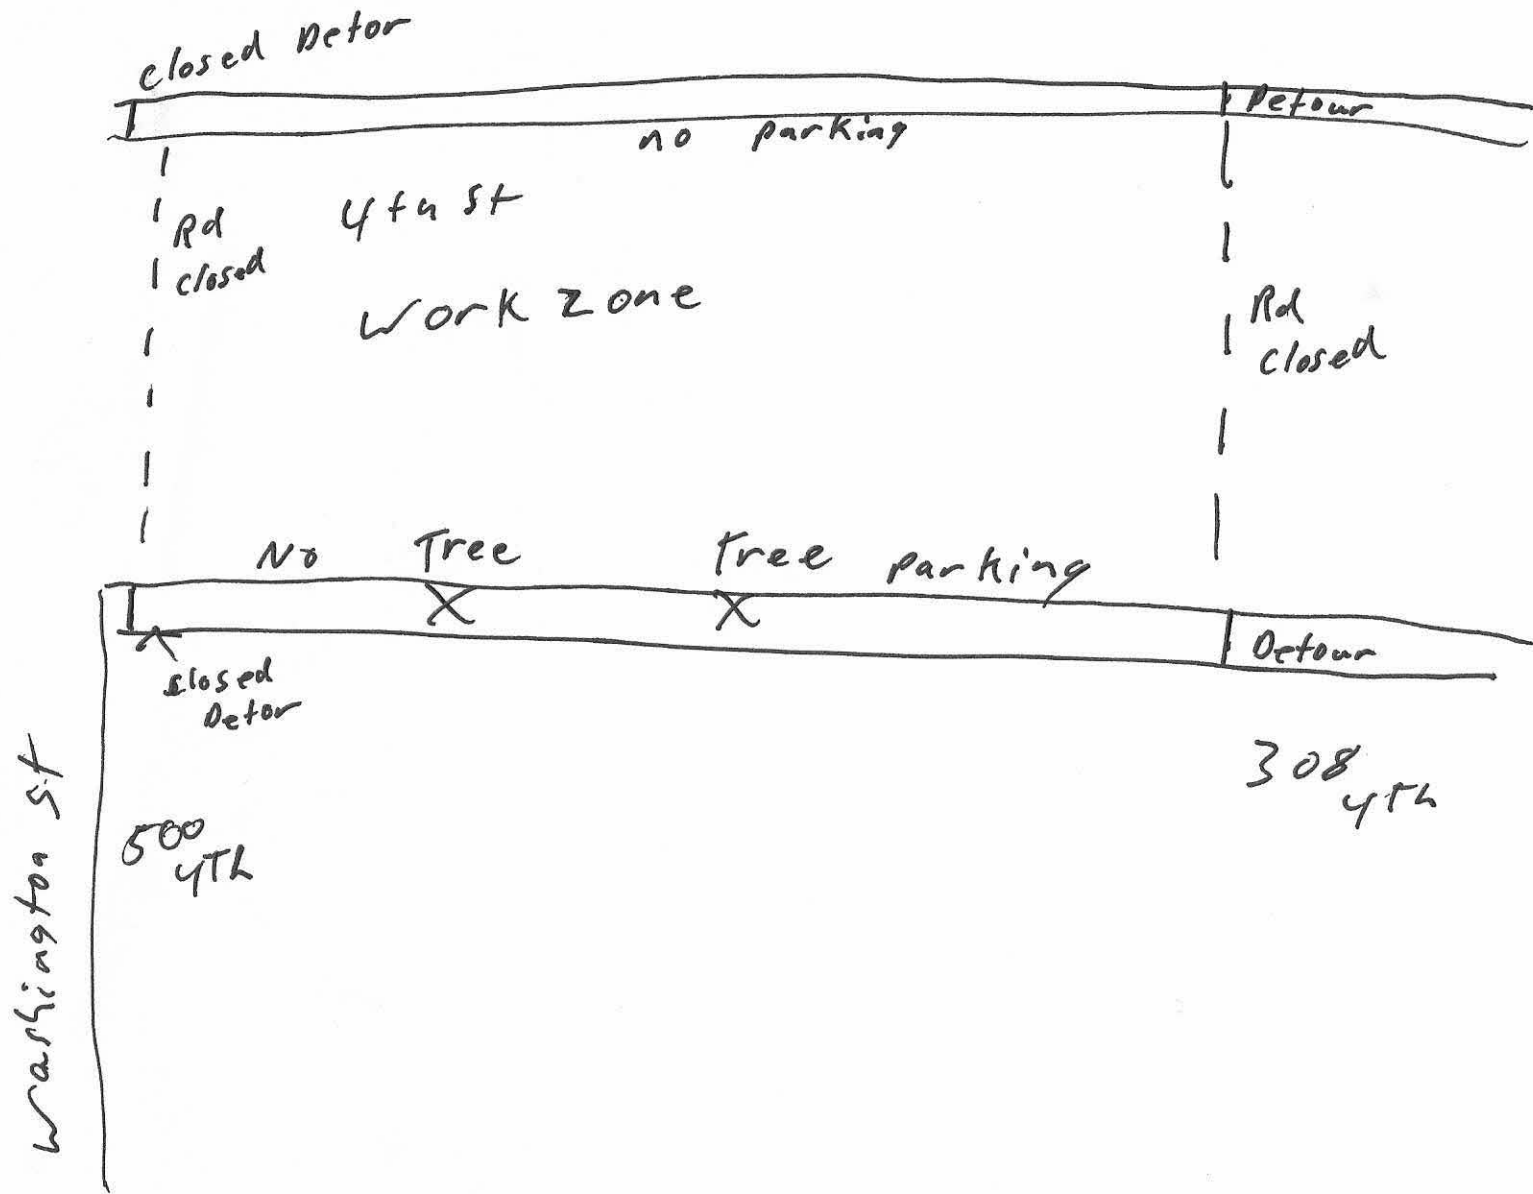 closed Detor
Detour
no parking
Rd
closed
4th st
work zone
Rd
closed
No Tree Tree parking
Detour
closed
Detor
308
4th
500
4Th
washington st